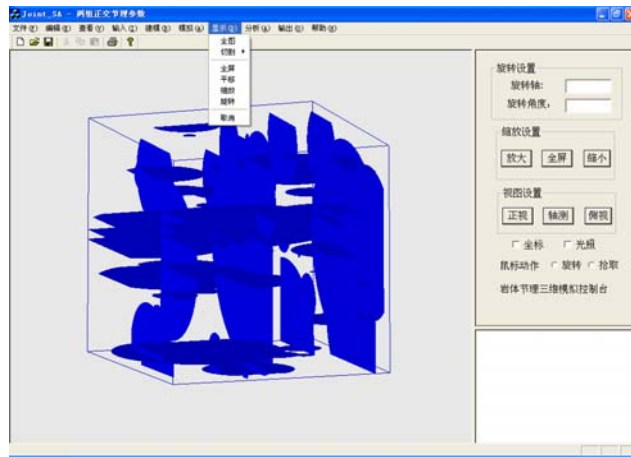 Joint_SA - 两组正交节理参数
文件(F) 编辑(E) 查看(V) 输入(I) 建模(G) 模拟(A) 显示(D) 分析(A) 输出(O) 帮助(H)
全图
切割
全屏
平移
缩放
旋转
取消
旋转设置
旋转轴:
旋转角度:
缩放设置
放大 全屏 缩小
视图设置
正视 轴测 侧视
坐标 光照
鼠标动作 旋转 拾取
岩体节理三维模拟控制台